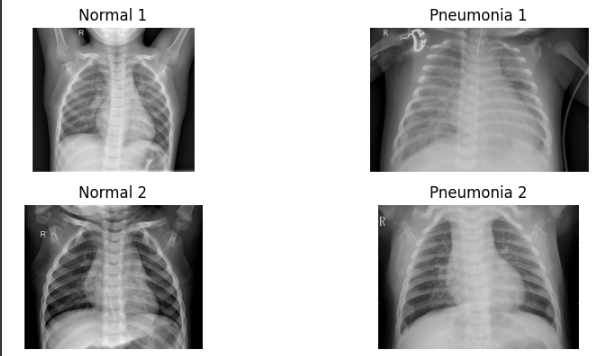 Normal 1
Pneumonia 1
R
R
Normal 2
Pneumonia 2
R
R